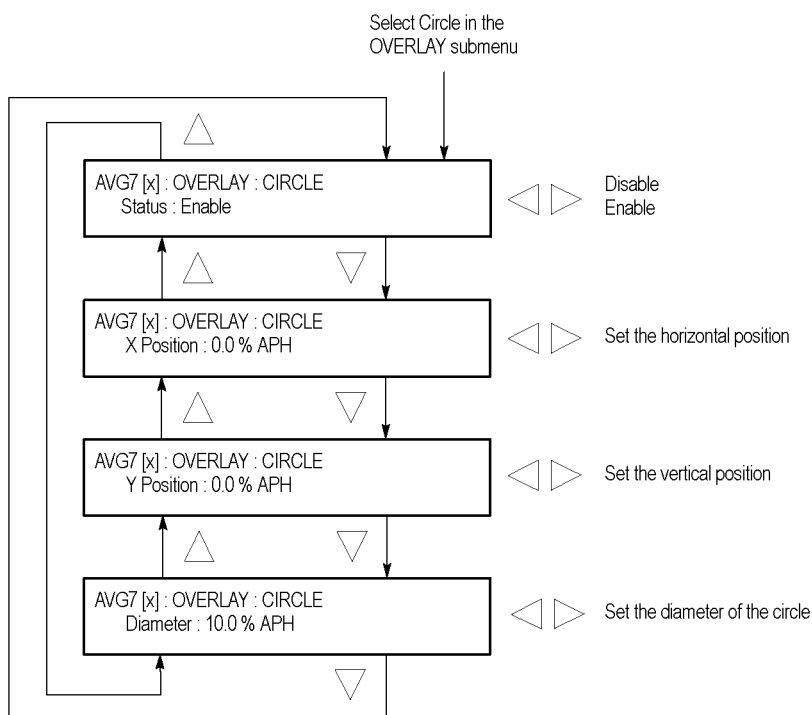 Select Circle in the
OVERLAY submenu
AVG7 [x] : OVERLAY : CIRCLE
Status : Enable
Disable
Enable
AVG7 [x] : OVERLAY : CIRCLE
X Position : 0.0 % APH
Set the horizontal position
AVG7 [x] : OVERLAY : CIRCLE
Y Position : 0.0 % APH
Set the vertical position
AVG7 [x] : OVERLAY : CIRCLE
Diameter : 10.0 % APH
Set the diameter of the circle